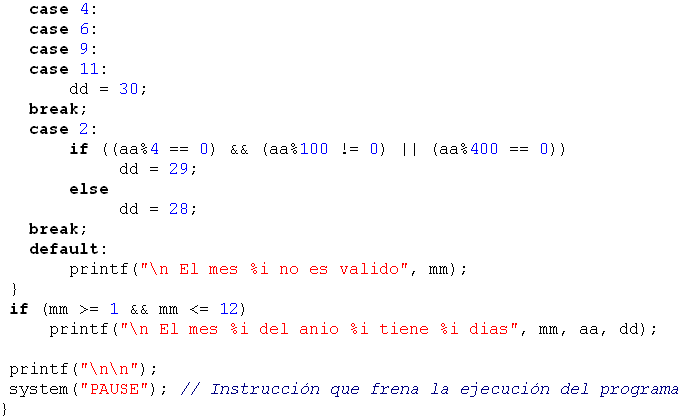 case 4:
case 6:
case 9:
case 11:
dd = 30;
break;
case 2:
if ((aa%4 == 0) && (aa%100 != 0) || (aa%400 == 0))
dd = 29;
else
dd = 28;
break;
default:
printf("\n El mes %i no es valido", mm);
}
if (mm >= 1 && mm <= 12)
printf("\n El mes %i del anio %i tiene %i dias", mm, aa, dd);
printf("\n\n");
system("PAUSE"); // Instrucción que frena la ejecución del programa
}